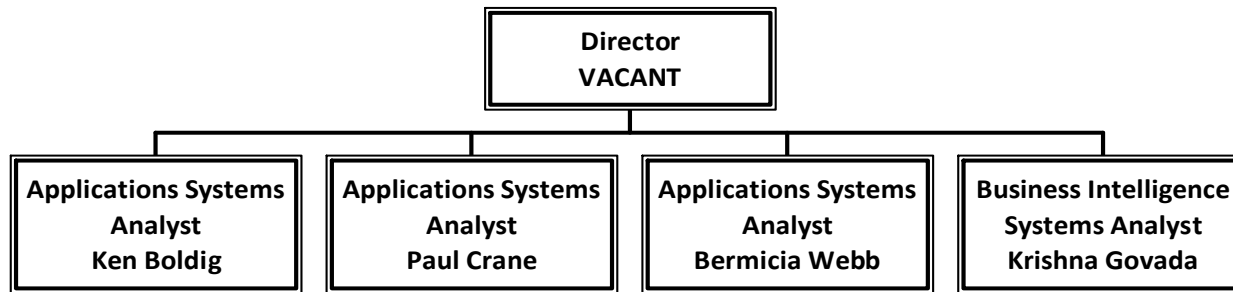 Director
VACANT
Applications Systems
Analyst
Ken Boldig
Applications Systems
Analyst
Paul Crane
Applications Systems
Analyst
Bermicia Webb
Business Intelligence
Systems Analyst
Krishna Govada